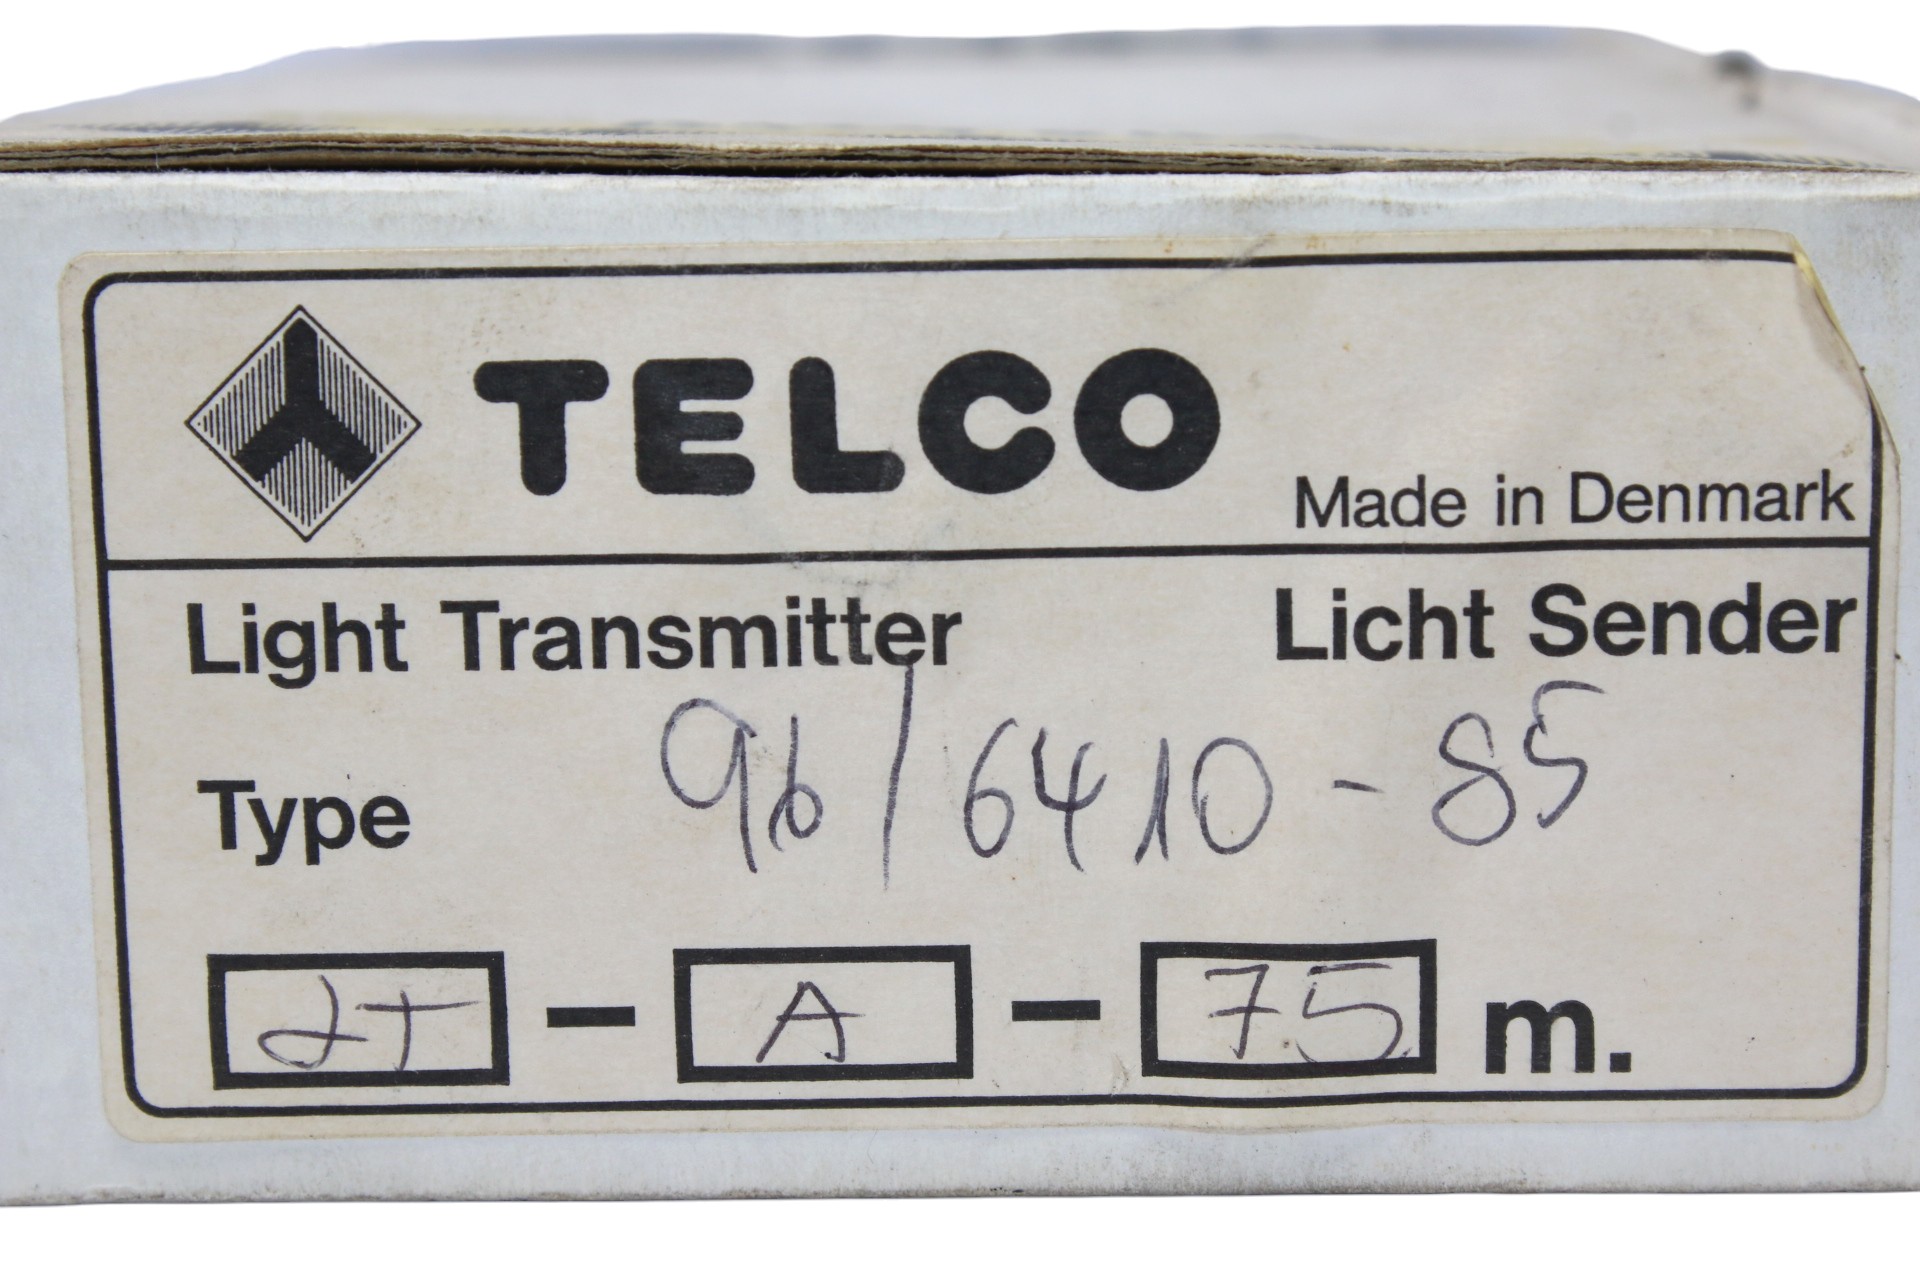 TELCO
Made in Denmark
Light Transmitter Licht Sender
Type 96/6410-85
LT - A - 75 m.